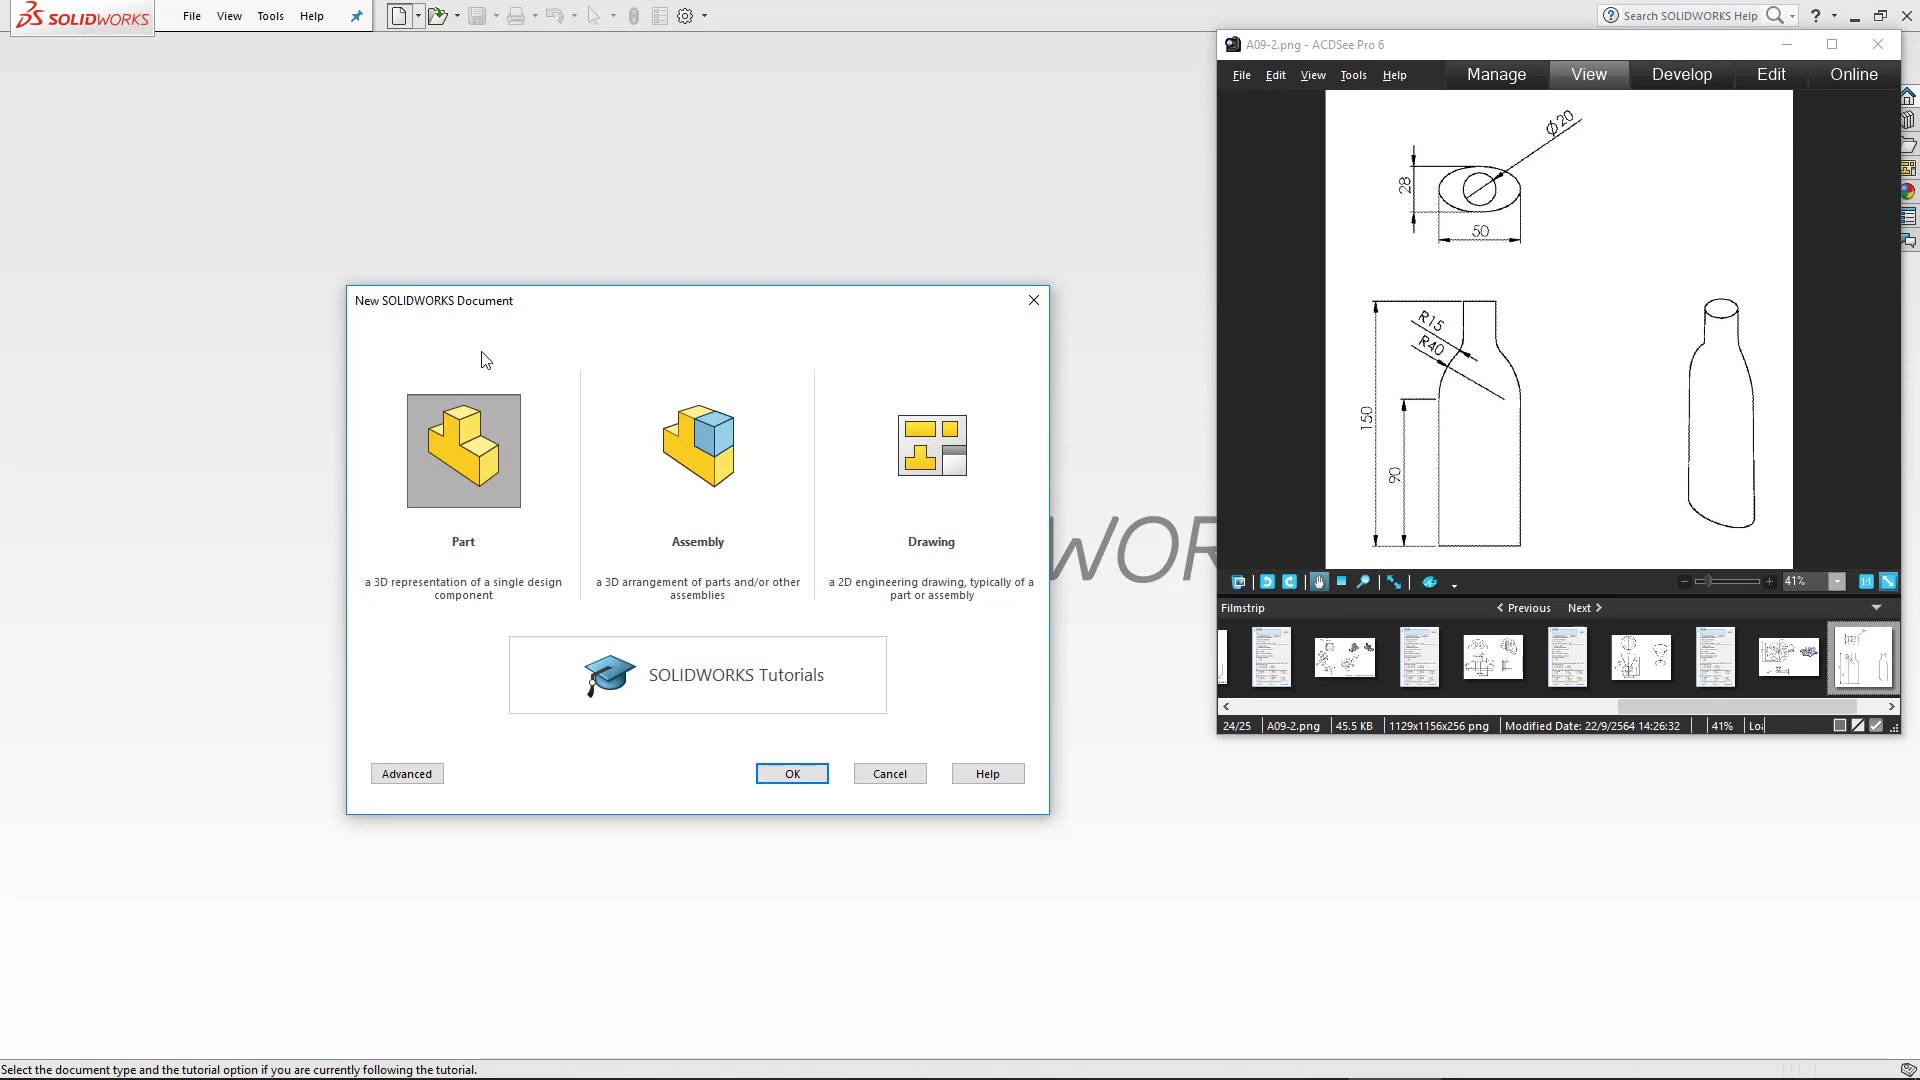 SOLIDWORKS
File View Tools Help
Search SOLIDWORKS Help
A09-2.png - ACDSee Pro 6
File Edit View Tools Help
Manage View Develop Edit Online
Φ20
28
50
R15
R40
150
90
New SOLIDWORKS Document
Part
a 3D representation of a single design
component
Assembly
a 3D arrangement of parts and/or other
assemblies
Drawing
a 2D engineering drawing, typically of a
part or assembly
SOLIDWORKS Tutorials
Advanced
OK
Cancel
Help
WOR
41%
1:1
Filmstrip
< Previous Next >
24/25 A09-2.png 45.5 KB 1129x1156x256 png Modified Date: 22/9/2564 14:26:32 41% Loa
Select the document type and the tutorial option if you are currently following the tutorial.